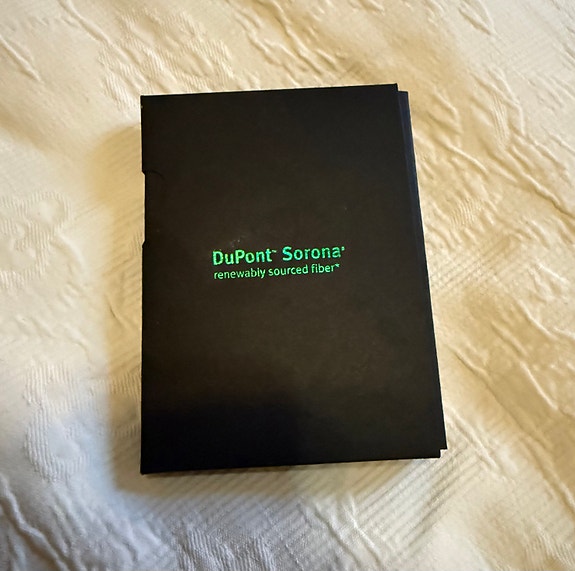 DuPont™ Sorona®
renewably sourced fiber*